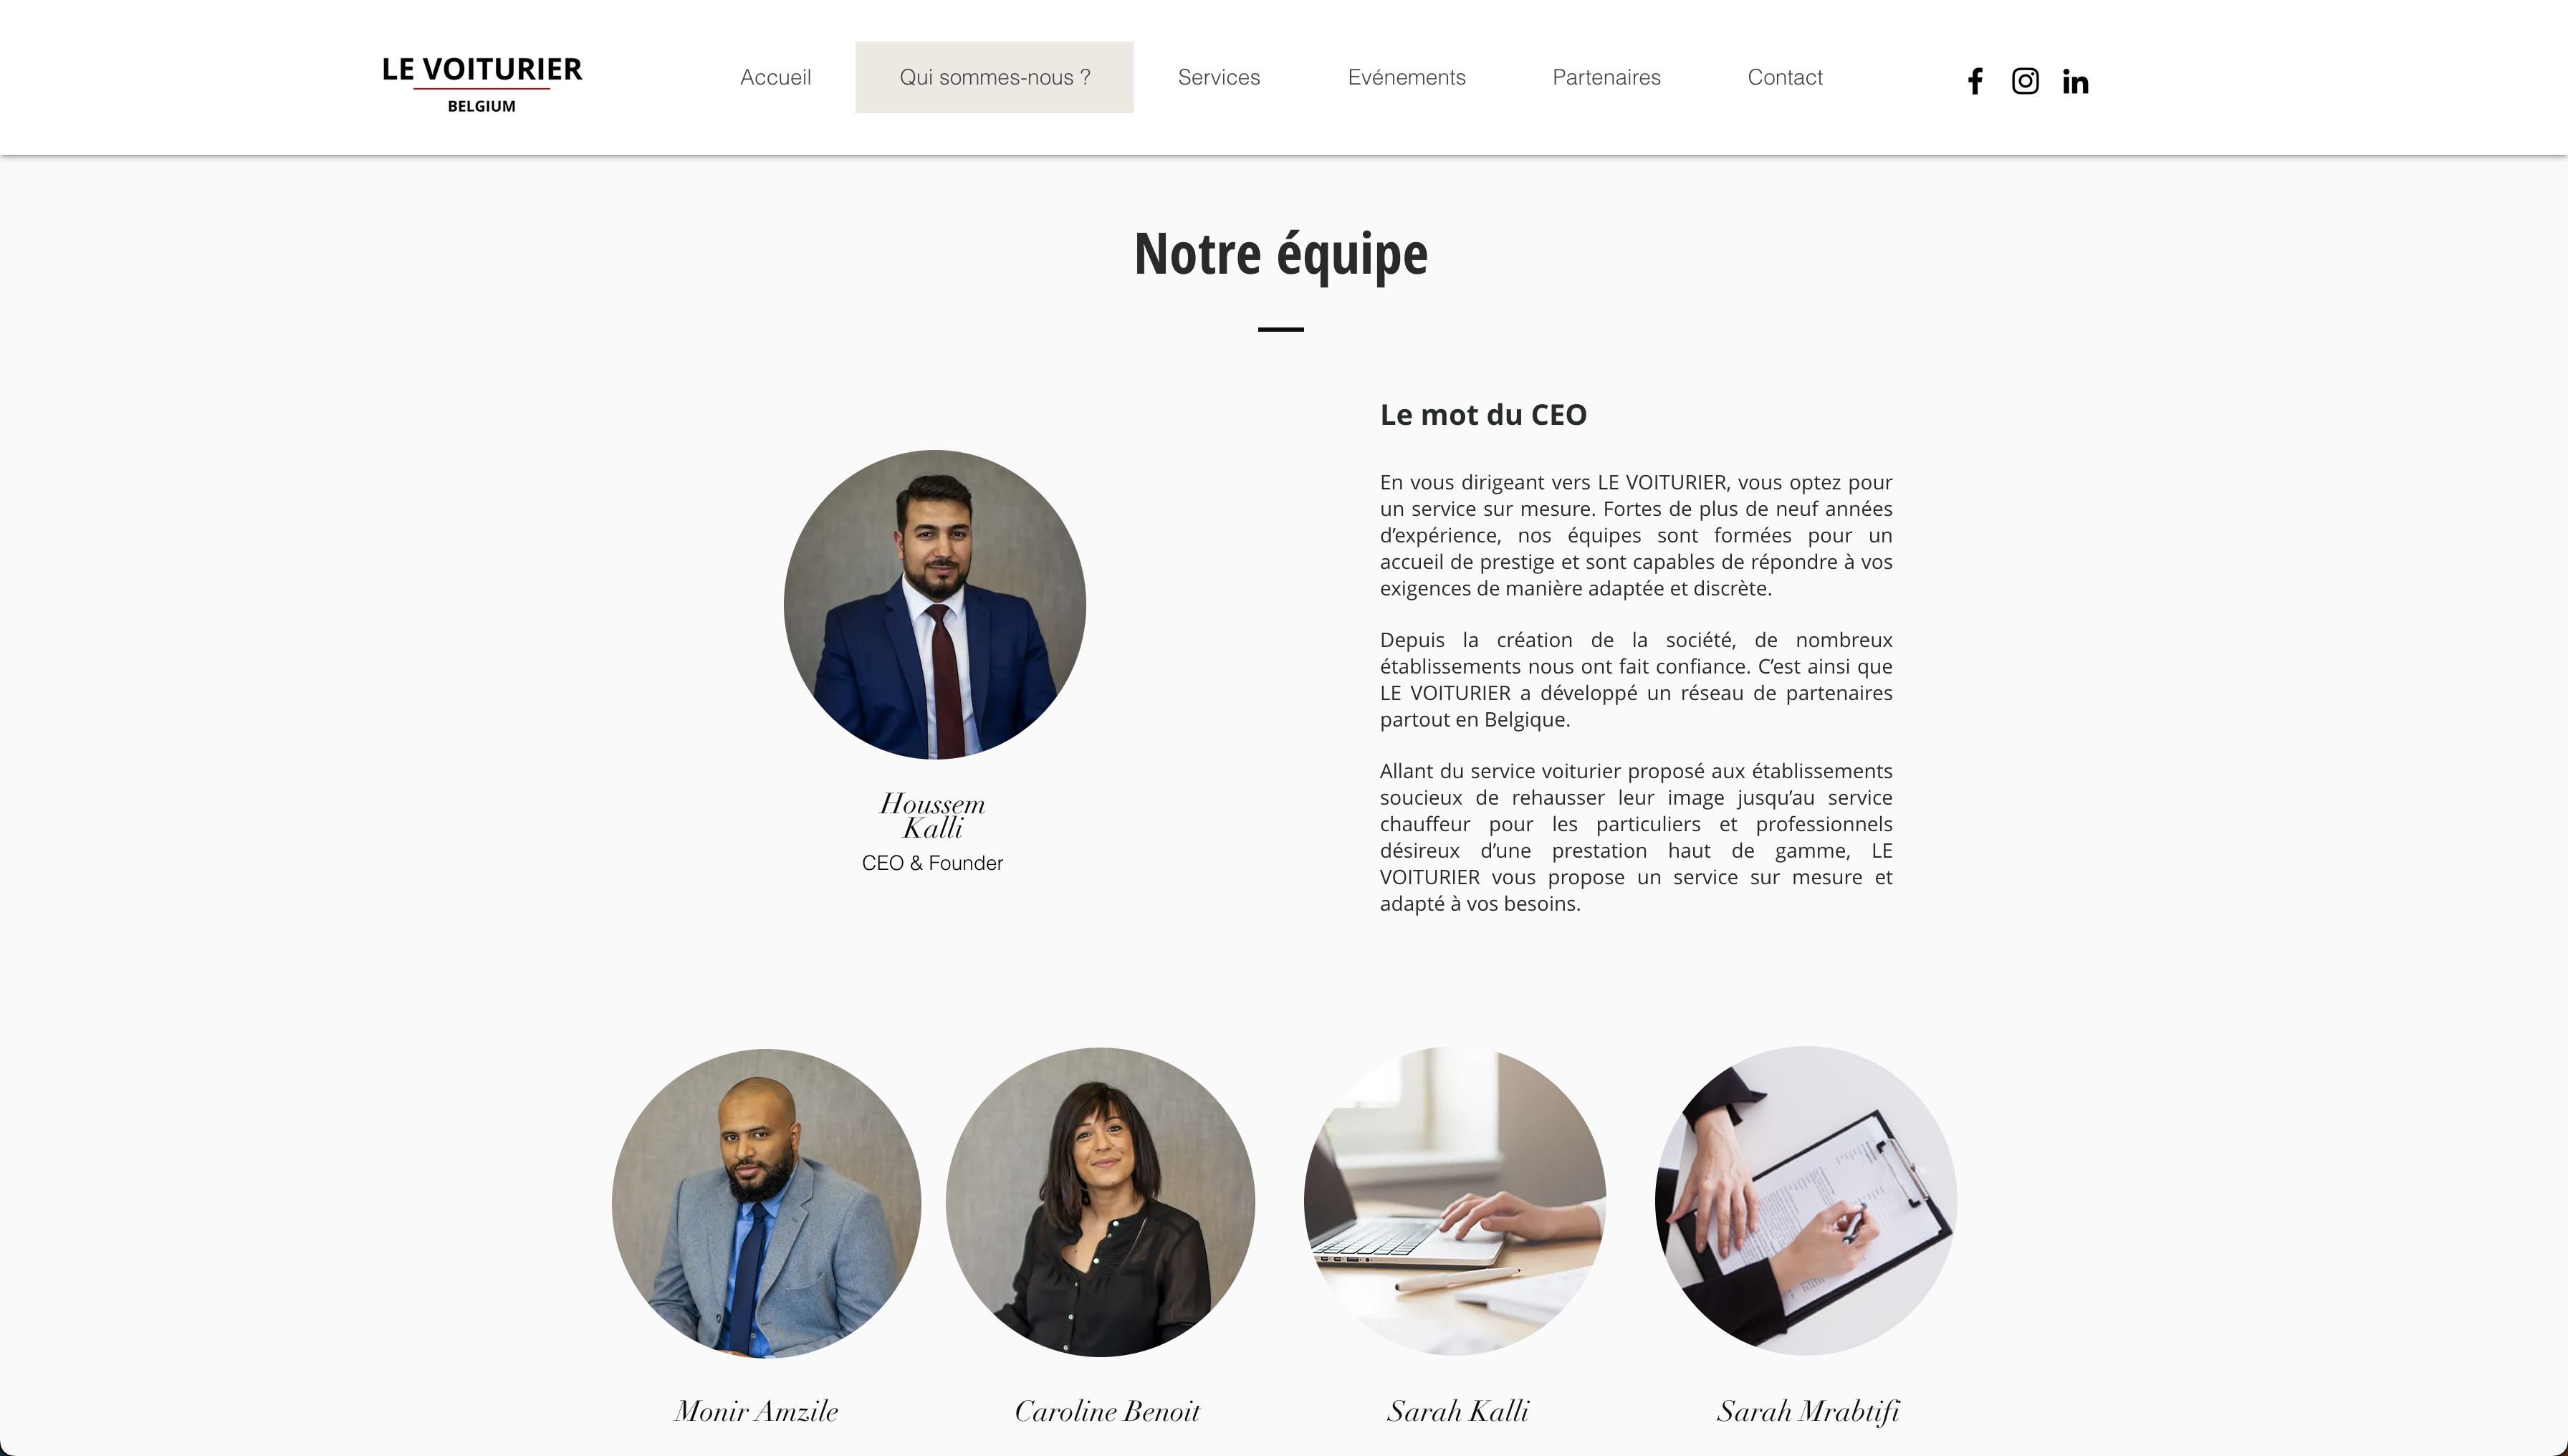 LE VOITURIER
BELGIUM
Accueil
Qui sommes-nous ?
Services
Evénements
Partenaires
Contact
Notre équipe
Le mot du CEO
En vous dirigeant vers LE VOITURIER, vous optez pour
un service sur mesure. Fortes de plus de neuf années
d’expérience, nos équipes sont formées pour un
accueil de prestige et sont capables de répondre à vos
exigences de manière adaptée et discrète.
Depuis la création de la société, de nombreux
établissements nous ont fait confiance. C’est ainsi que
LE VOITURIER a développé un réseau de partenaires
partout en Belgique.
Allant du service voiturier proposé aux établissements
soucieux de rehausser leur image jusqu’au service
chauffeur pour les particuliers et professionnels
désireux d’une prestation haut de gamme, LE
VOITURIER vous propose un service sur mesure et
adapté à vos besoins.
Houssem
Kalli
CEO & Founder
Monir Amzile
Caroline Benoit
Sarah Kalli
Sarah Mrabtifi